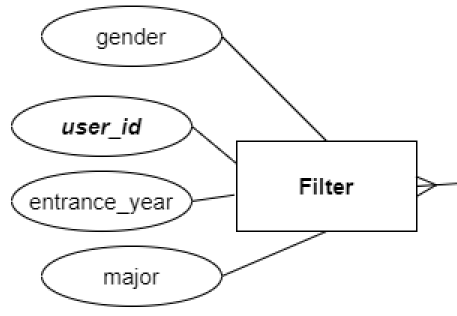 gender
user_id
entrance_year
Filter
major